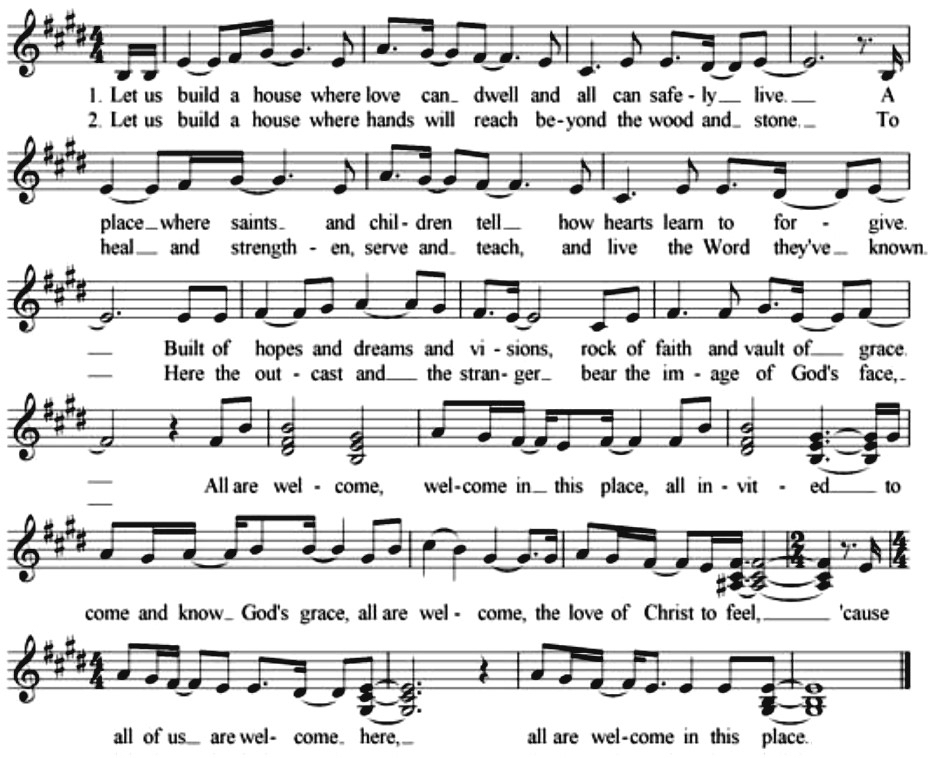 1. Let us build a house where love can_ dwell and all can safe - ly__ live.__ A
2. Let us build a house where hands will reach be-yond the wood and_ stone._ To
place_where saints_ and chil - dren tell__ how hearts learn to for - give.
heal__ and strength - en, serve and_ teach, and live the Word they've_ known.
__ Built of hopes and dreams and vi - sions, rock of faith and vault of___ grace.
__ Here the out - cast and___ the stran - ger_ bear the im - age of God's face,_
__ All are wel - come, wel-come in_ this place, all in - vit - ed____ to
__
come and know_ God's grace, all are wel - come, the love of Christ to feel,______ 'cause
all of us_ are wel - come_ here,_ all are wel-come in this place.